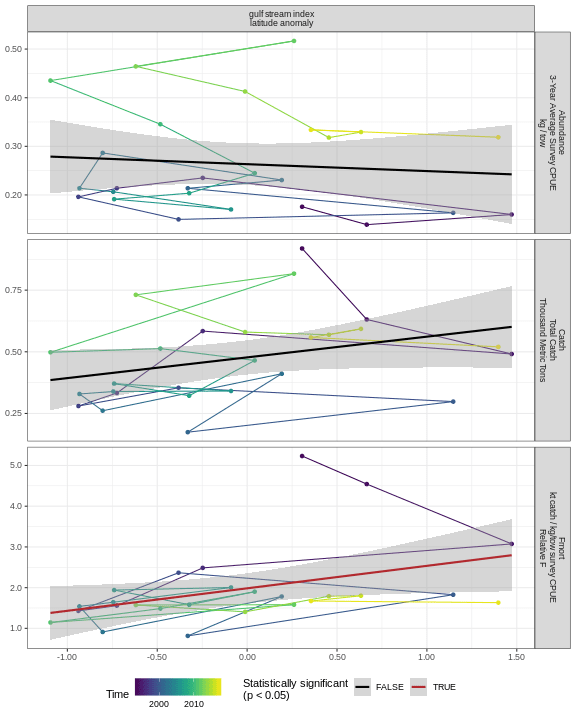 gulf stream index
latitude anomaly
0.50
0.40
0.30
0.20
Abundance
3-Year Average Survey CPUE
kg / tow
0.75
0.50
0.25
Catch
Total Catch
Thousand Metric Tons
5.0
4.0
3.0
2.0
1.0
Fmort
kt catch / kg/tow survey CPUE
Relative F
-1.00 -0.50 0.00 0.50 1.00 1.50
Time
2000 2010
Statistically significant
(p < 0.05)
FALSE TRUE